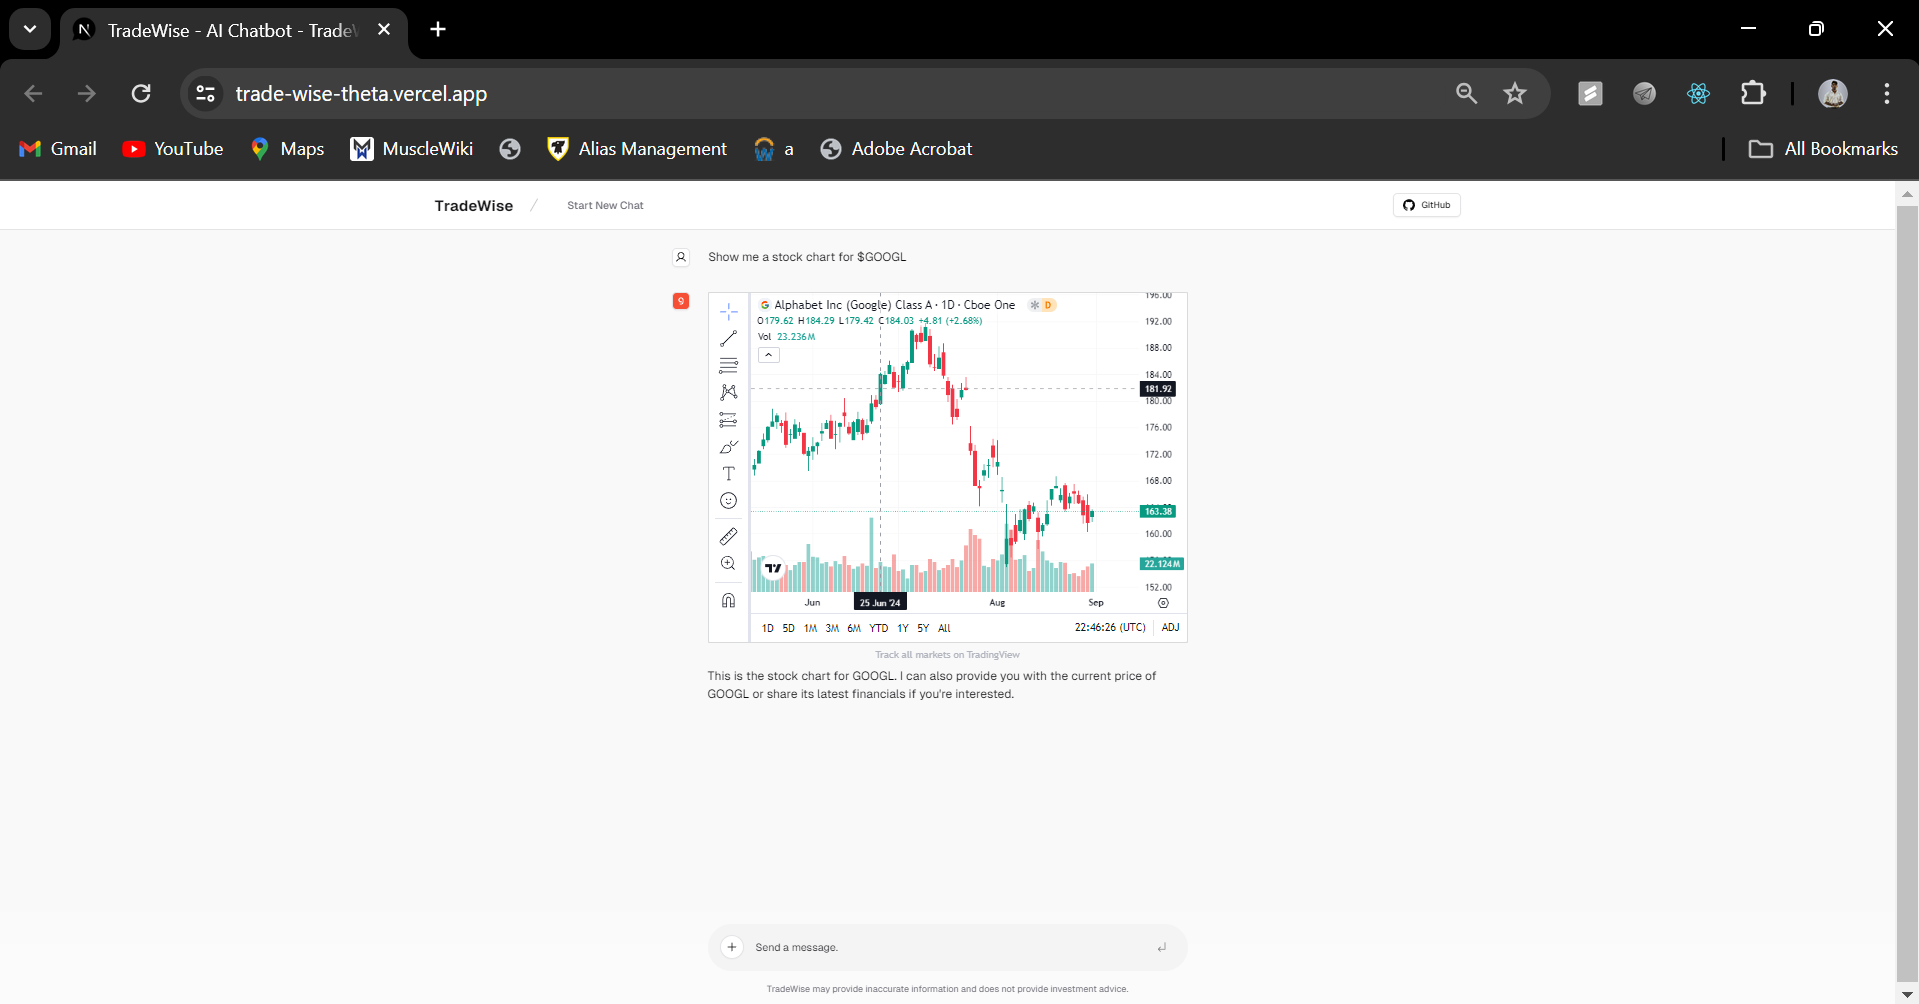 TradeWise - AI Chatbot - Trade
trade-wise-theta.vercel.app
Gmail YouTube Maps MuscleWiki Alias Management a Adobe Acrobat All Bookmarks
TradeWise / Start New Chat GitHub
Show me a stock chart for $GOOGL
9
Alphabet Inc (Google) Class A · 1D · Cboe One D
O179.62 H184.29 L179.42 C184.03 +4.81 (+2.68%)
Vol 23.236M
196.00
192.00
188.00
184.00
181.92
180.00
176.00
172.00
168.00
163.38
160.00
22.124M
152.00
Jun 25 Jun '24 Aug Sep
1D 5D 1M 3M 6M YTD 1Y 5Y All 22:46:26 (UTC) ADJ
Track all markets on TradingView
This is the stock chart for GOOGL. I can also provide you with the current price of
GOOGL or share its latest financials if you're interested.
Send a message.
TradeWise may provide inaccurate information and does not provide investment advice.